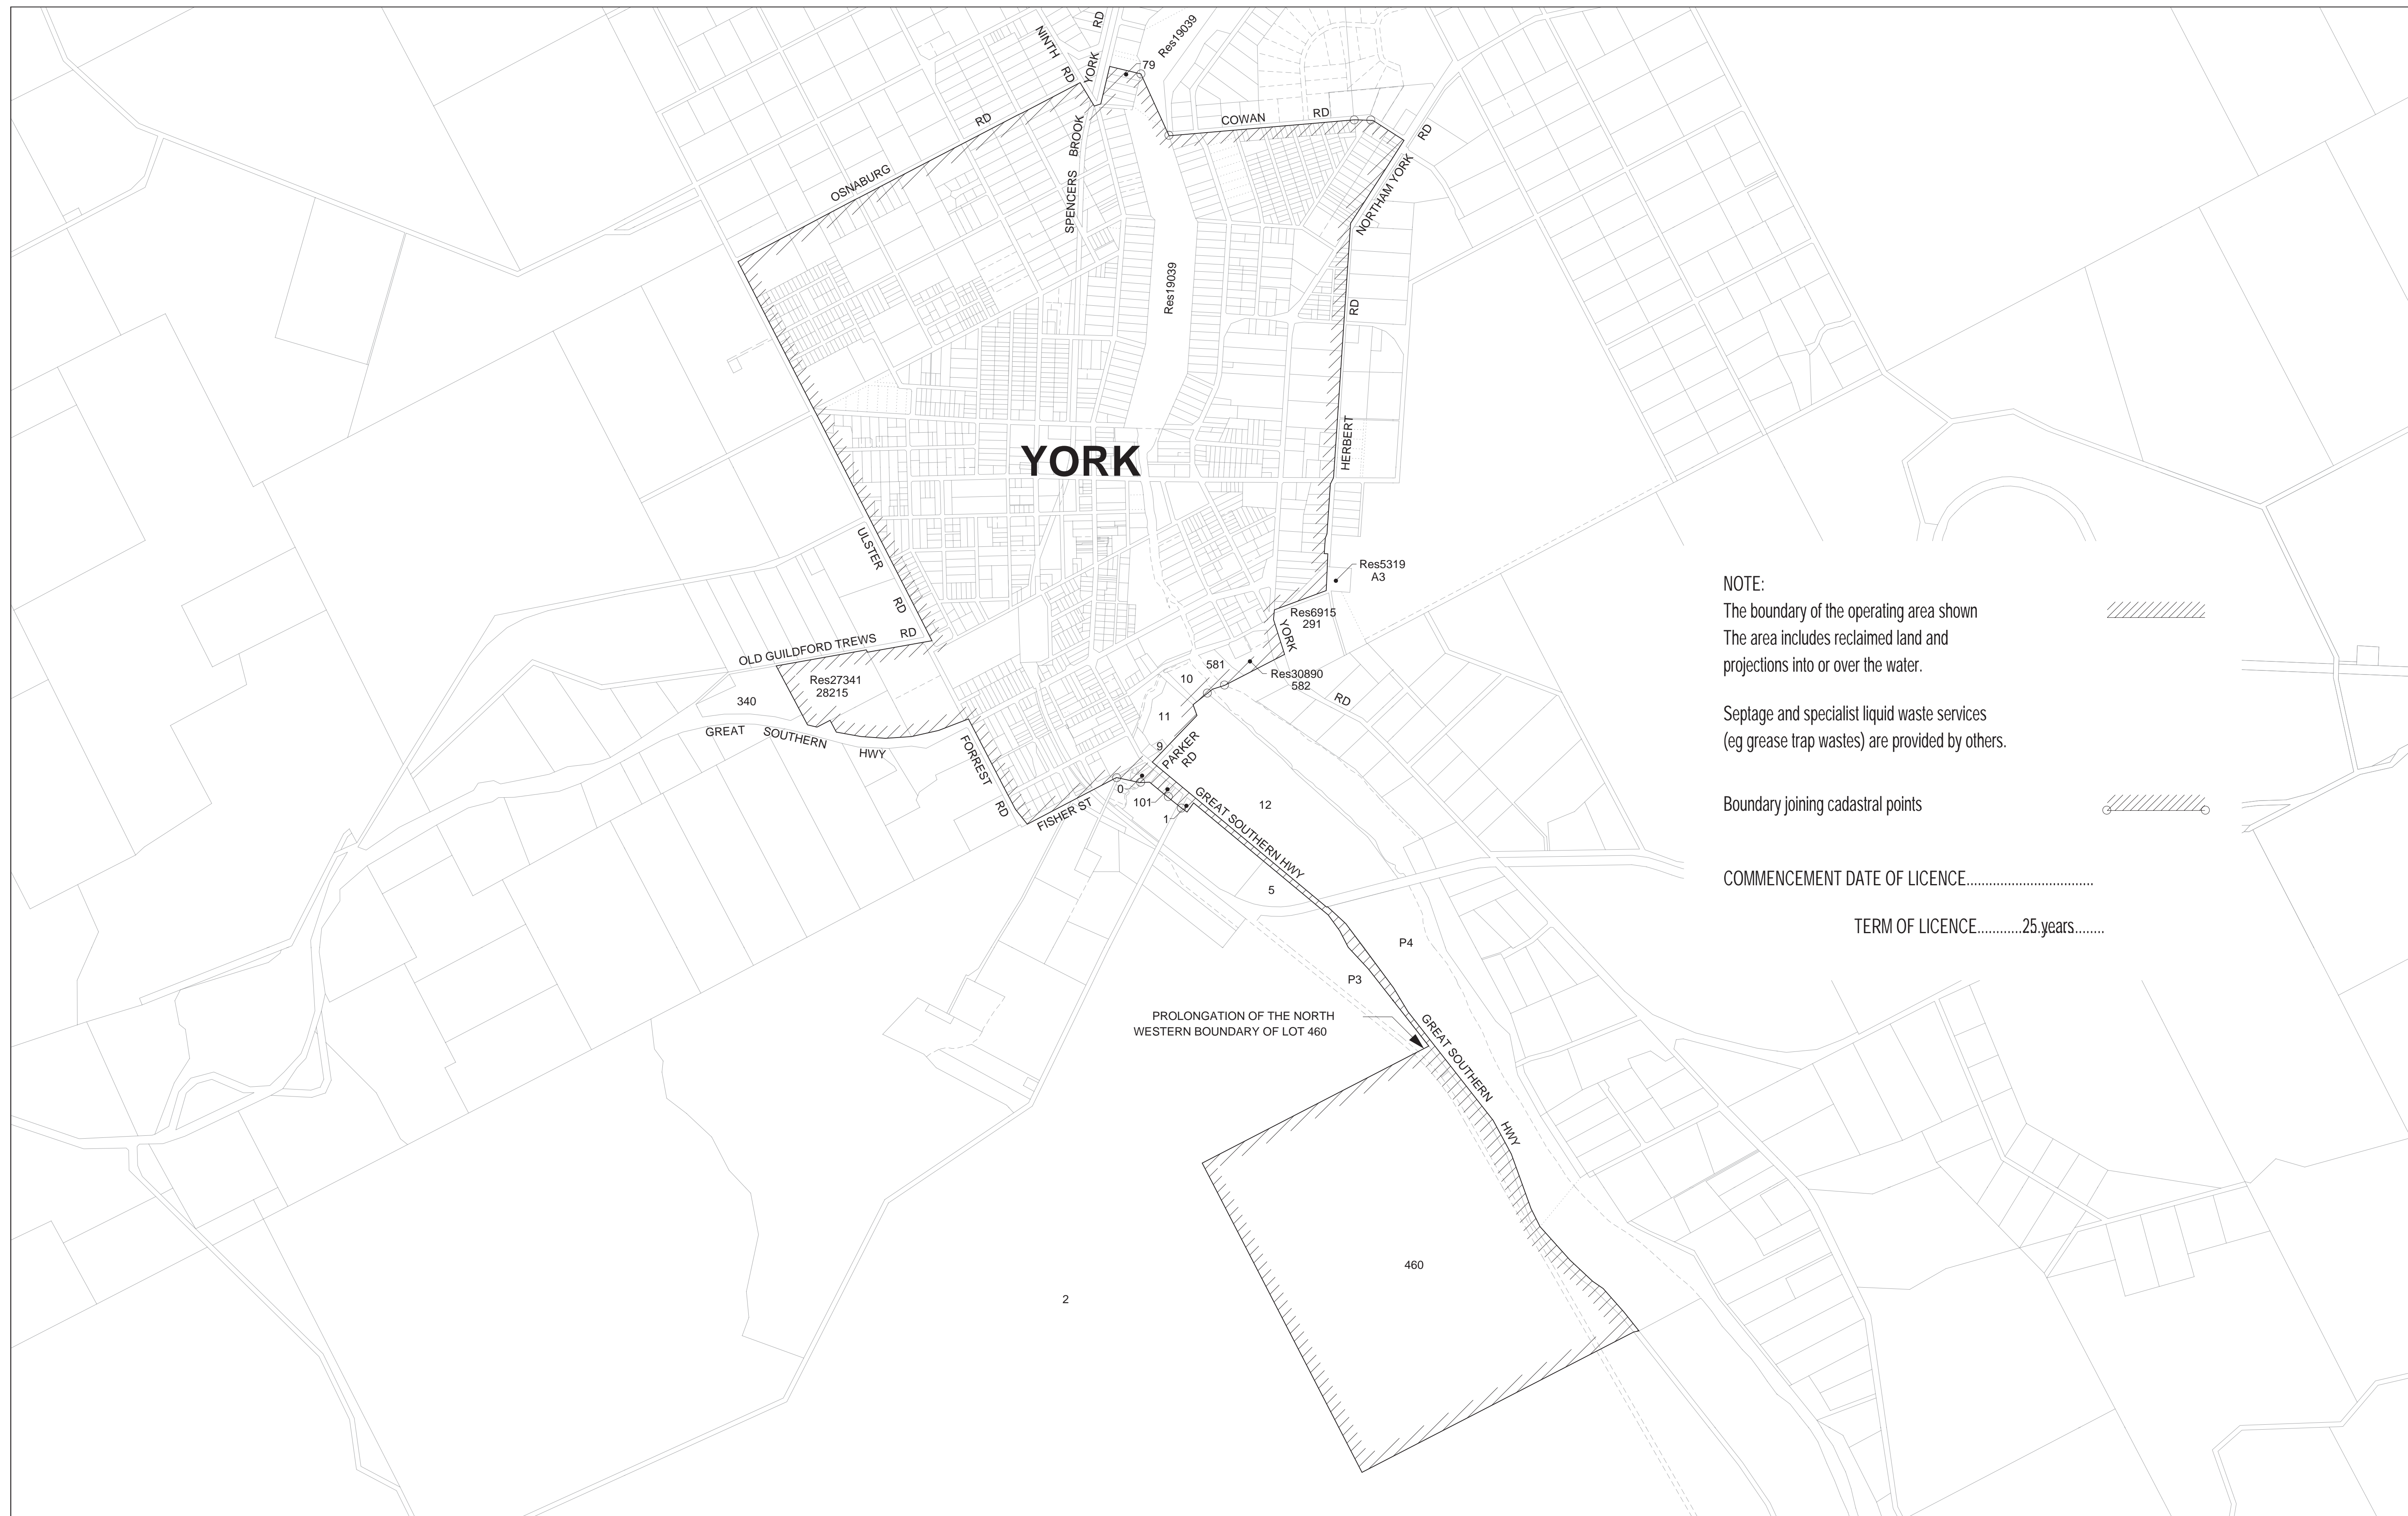 NINTH RD
YORK RD
Res19039
79
COWAN RD
OSNABURG RD
SPENCERS BROOK
NORTHAM YORK RD
Res19039
HERBERT RD
YORK
ULSTER RD
Res5319
A3
Res6915
291
YORK RD
OLD GUILDFORD TREWS RD
Res27341
28215
340
581
10
Res30890
582
11
9
PARKER RD
GREAT SOUTHERN HWY
FORREST RD
FISHER ST
0
101
1
GREAT SOUTHERN HWY
12
5
P4
P3
PROLONGATION OF THE NORTH
WESTERN BOUNDARY OF LOT 460
GREAT SOUTHERN HWY
460
2
NOTE:
The boundary of the operating area shown
The area includes reclaimed land and
projections into or over the water.
Septage and specialist liquid waste services
(eg grease trap wastes) are provided by others.
Boundary joining cadastral points
COMMENCEMENT DATE OF LICENCE..................................
TERM OF LICENCE............25 years........